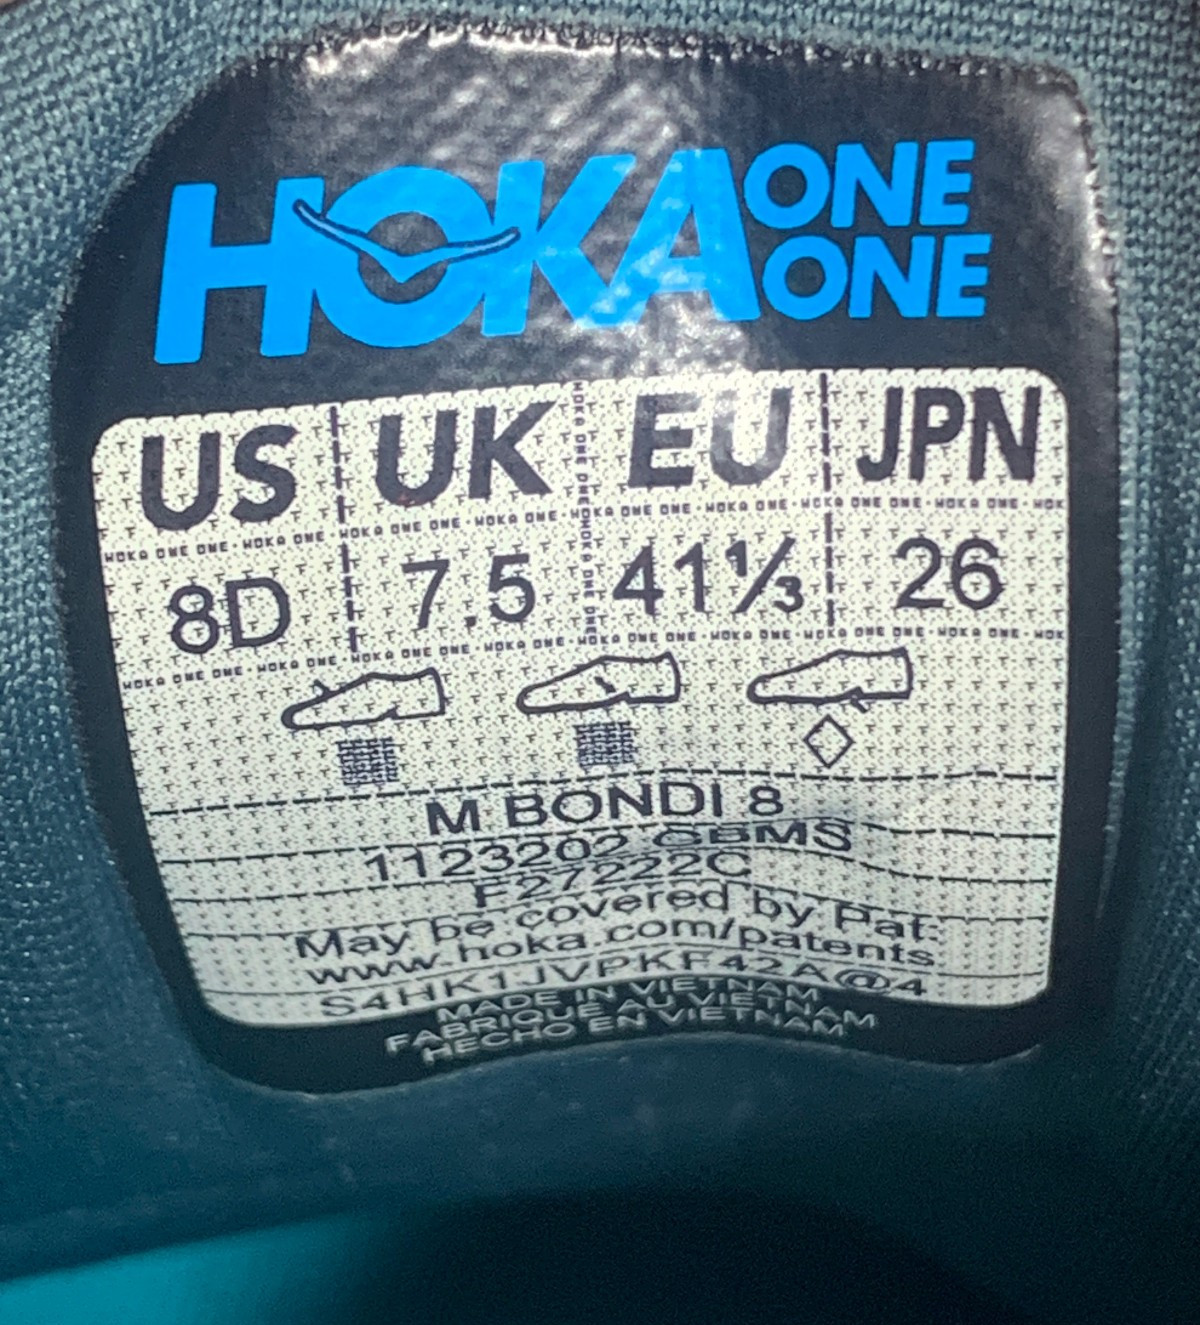 HOKA ONE ONE
US UK EU JPN
8D 7.5 41⅓ 26
M BONDI 8
1123202 GBMS
F27222C
May be covered by Pat:
www.hoka.com/patents
S4HK1JVPKF42A@4
MADE IN VIETNAM
FABRIQUE AU VIETNAM
HECHO EN VIETNAM